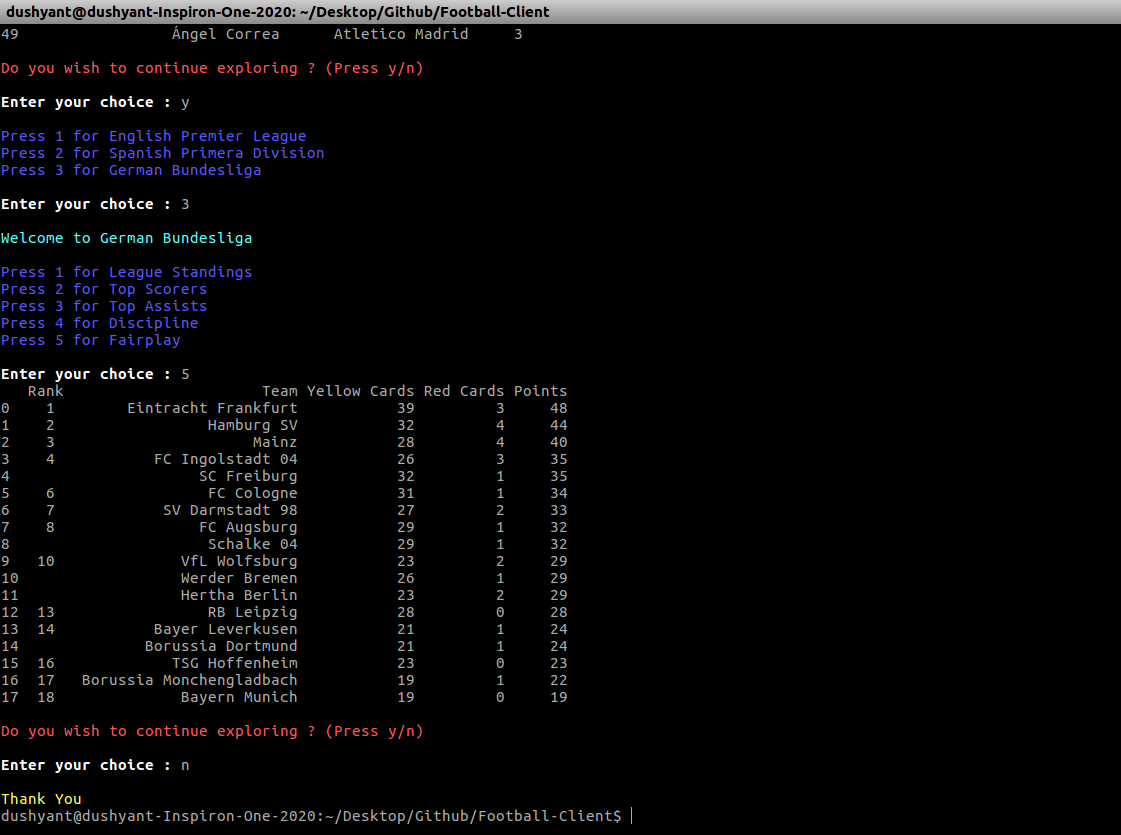 dushyant@dushyant-Inspiron-One-2020: ~/Desktop/Github/Football-Client
49                 Ángel Correa      Atletico Madrid     3
Do you wish to continue exploring ? (Press y/n)
Enter your choice : y
Press 1 for English Premier League
Press 2 for Spanish Primera Division
Press 3 for German Bundesliga
Enter your choice : 3
Welcome to German Bundesliga
Press 1 for League Standings
Press 2 for Top Scorers
Press 3 for Top Assists
Press 4 for Discipline
Press 5 for Fairplay
Enter your choice : 5
   Rank                      Team Yellow Cards Red Cards Points
0    1        Eintracht Frankfurt           39         3     48
1    2                 Hamburg SV           32         4     44
2    3                      Mainz           28         4     40
3    4           FC Ingolstadt 04           26         3     35
4                     SC Freiburg           32         1     35
5    6                 FC Cologne           31         1     34
6    7            SV Darmstadt 98           27         2     33
7    8                FC Augsburg           29         1     32
8                      Schalke 04           29         1     32
9   10              VfL Wolfsburg           23         2     29
10                  Werder Bremen           26         1     29
11                  Hertha Berlin           23         2     29
12  13                 RB Leipzig           28         0     28
13  14           Bayer Leverkusen           21         1     24
14              Borussia Dortmund           21         1     24
15  16             TSG Hoffenheim           23         0     23
16  17   Borussia Monchengladbach           19         1     22
17  18              Bayern Munich           19         0     19
Do you wish to continue exploring ? (Press y/n)
Enter your choice : n
Thank You
dushyant@dushyant-Inspiron-One-2020:~/Desktop/Github/Football-Client$